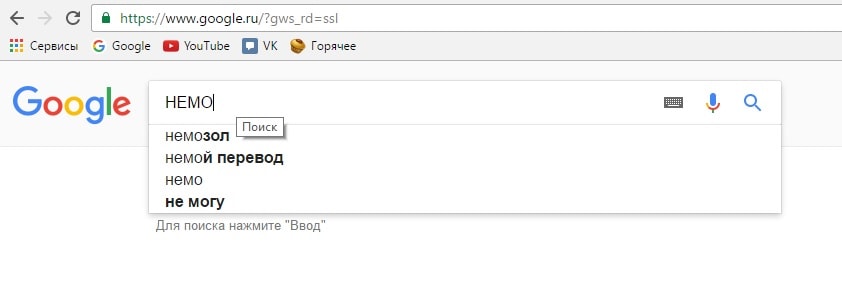 https://www.google.ru/?gws_rd=ssl
Сервисы Google YouTube VK Горячее
Google НЕМО
Поиск
немозол
немой перевод
немо
не могу
Для поиска нажмите "Ввод"